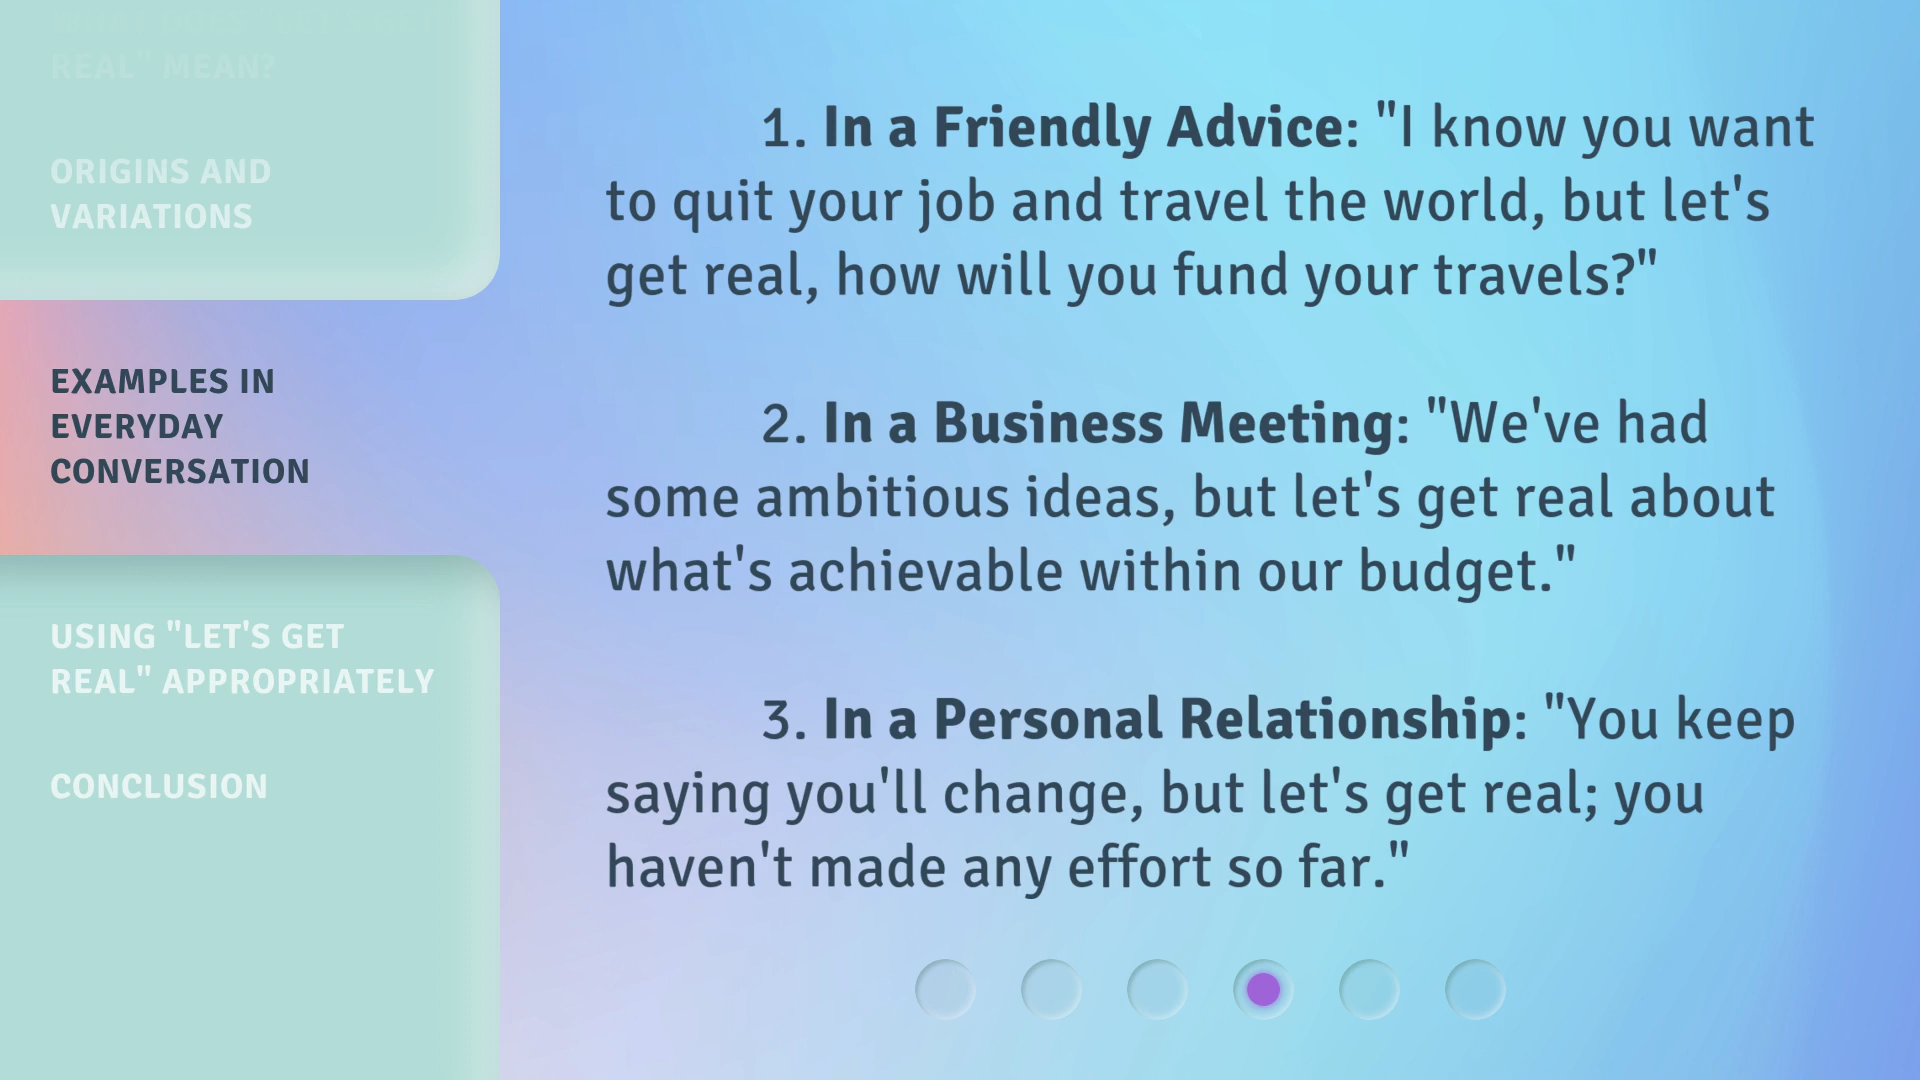 WHAT DOES "LET'S GET
REAL" MEAN?
ORIGINS AND
VARIATIONS
EXAMPLES IN
EVERYDAY
CONVERSATION
USING "LET'S GET
REAL" APPROPRIATELY
CONCLUSION
1. In a Friendly Advice: "I know you want
to quit your job and travel the world, but let's
get real, how will you fund your travels?"
2. In a Business Meeting: "We've had
some ambitious ideas, but let's get real about
what's achievable within our budget."
3. In a Personal Relationship: "You keep
saying you'll change, but let's get real; you
haven't made any effort so far."